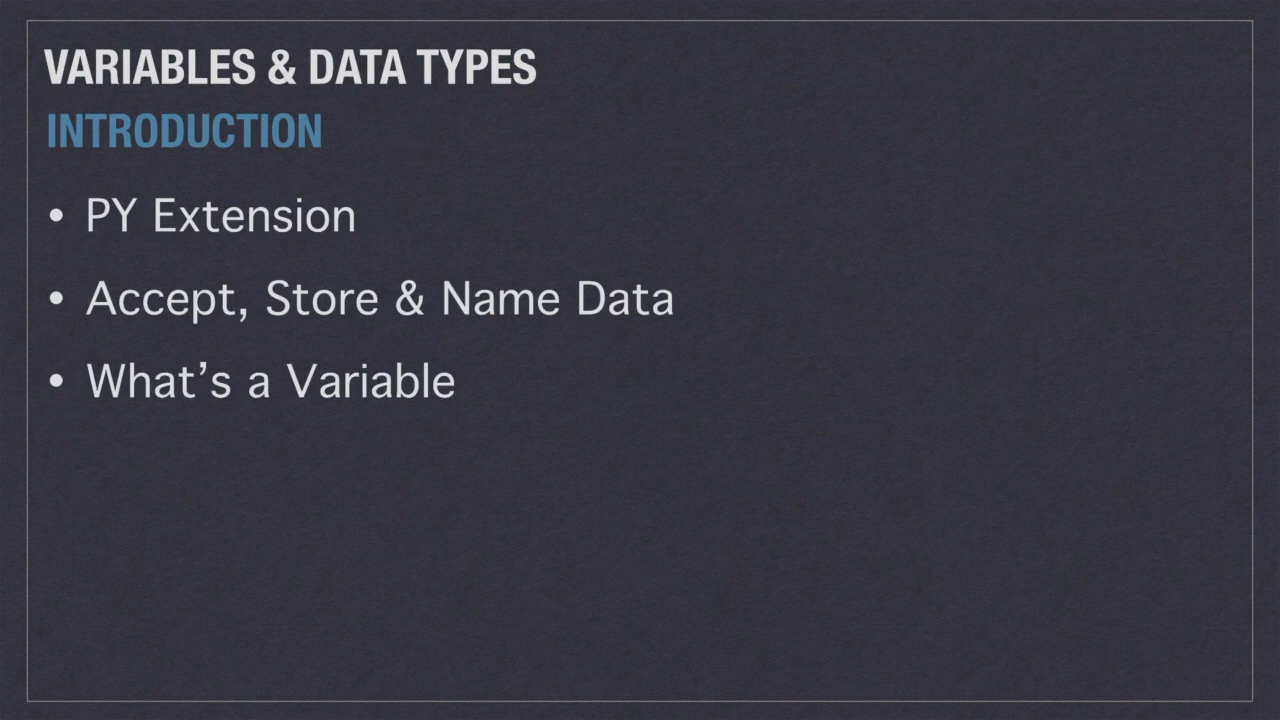 VARIABLES & DATA TYPES
INTRODUCTION
• PY Extension
• Accept, Store & Name Data
• What’s a Variable